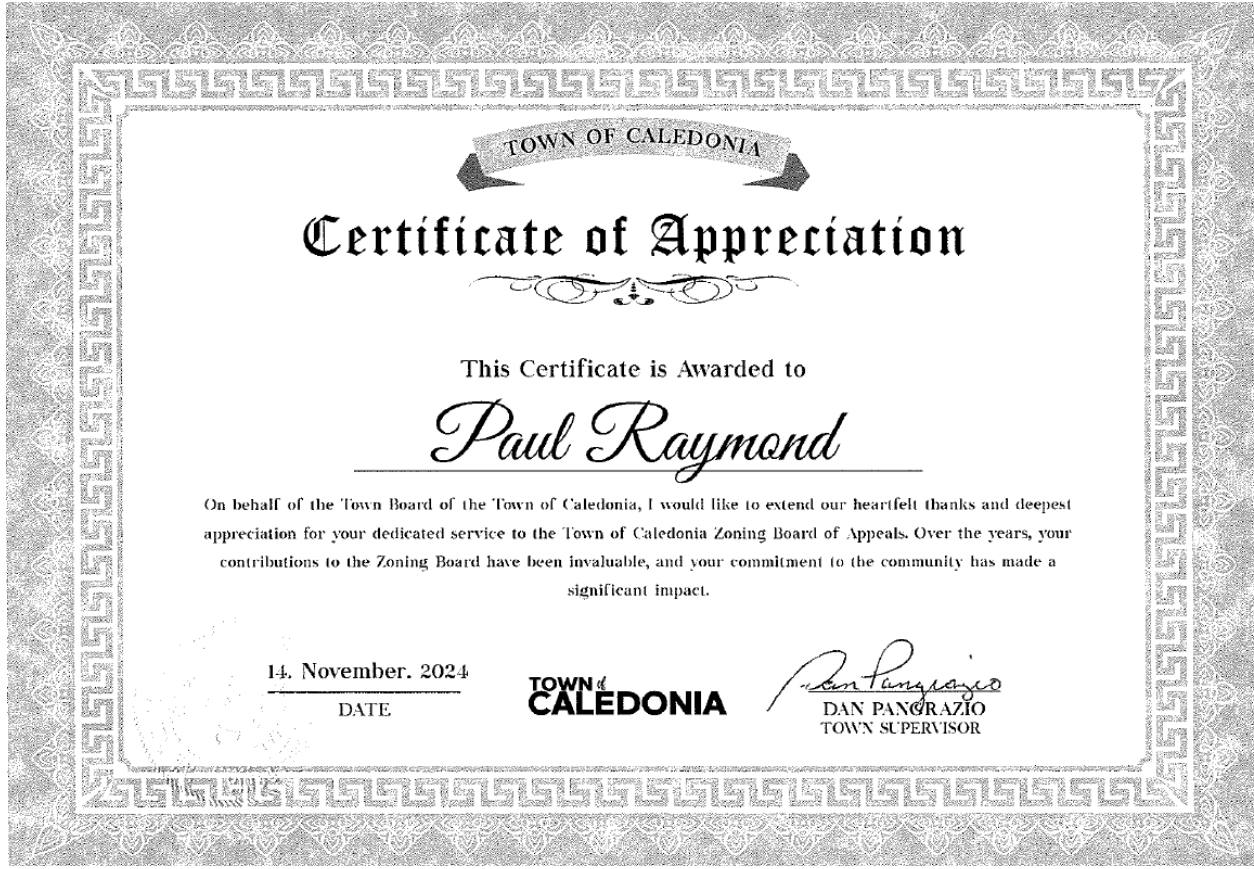 TOWN OF CALEDONIA
Certificate of Appreciation
This Certificate is Awarded to
Paul Raymond
On behalf of the Town Board of the Town of Caledonia, I would like to extend our heartfelt thanks and deepest
appreciation for your dedicated service to the Town of Caledonia Zoning Board of Appeals. Over the years, your
contributions to the Zoning Board have been invaluable, and your commitment to the community has made a
significant impact.
14. November. 2024
DATE
TOWN of
CALEDONIA
Dan Pangrazio
DAN PANGRAZIO
TOWN SUPERVISOR